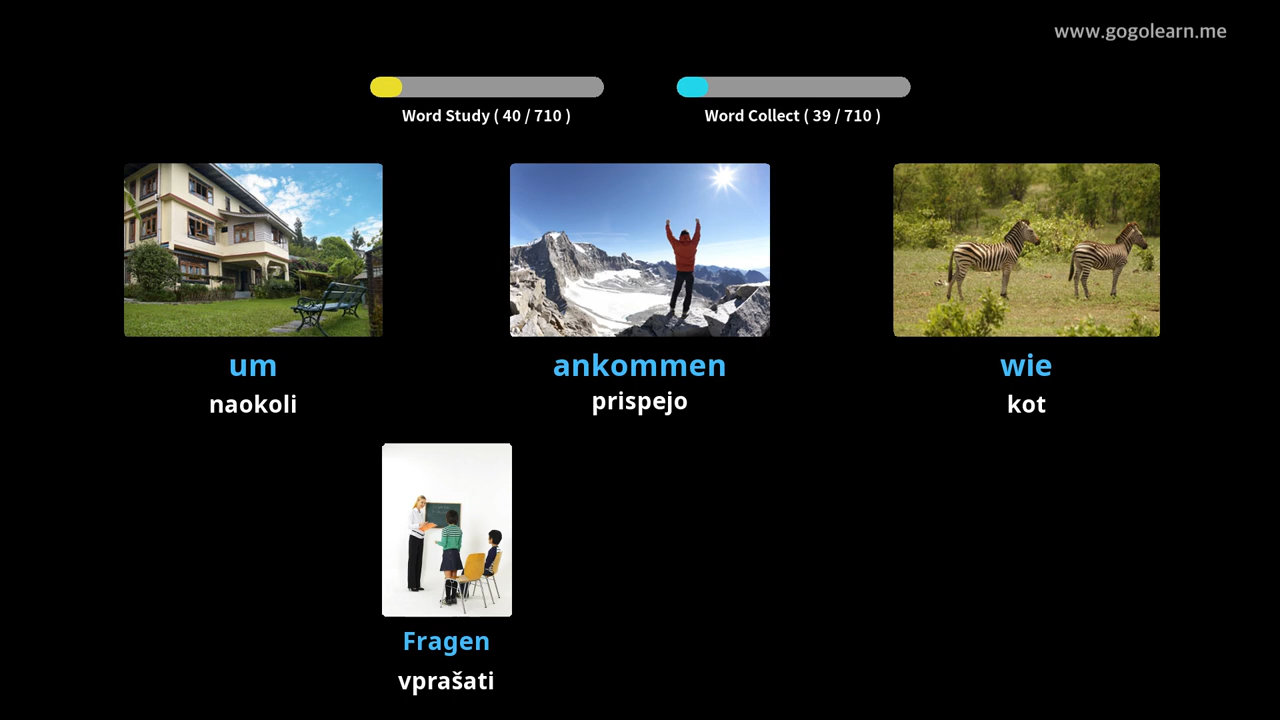 www.gogolearn.me
Word Study ( 40 / 710 )
Word Collect ( 39 / 710 )
um
ankommen
wie
naokoli
prispejo
kot
Fragen
vprašati